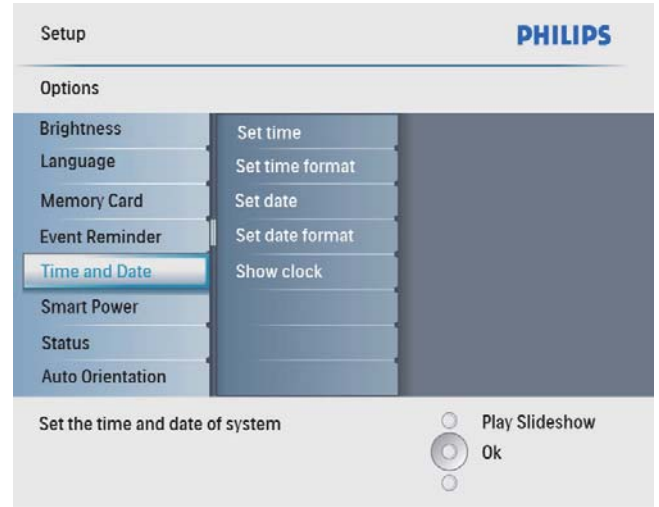 Setup
PHILIPS
Options
Brightness
Language
Memory Card
Event Reminder
Time and Date
Smart Power
Status
Auto Orientation
Set time
Set time format
Set date
Set date format
Show clock
Set the time and date of system
Play Slideshow
Ok